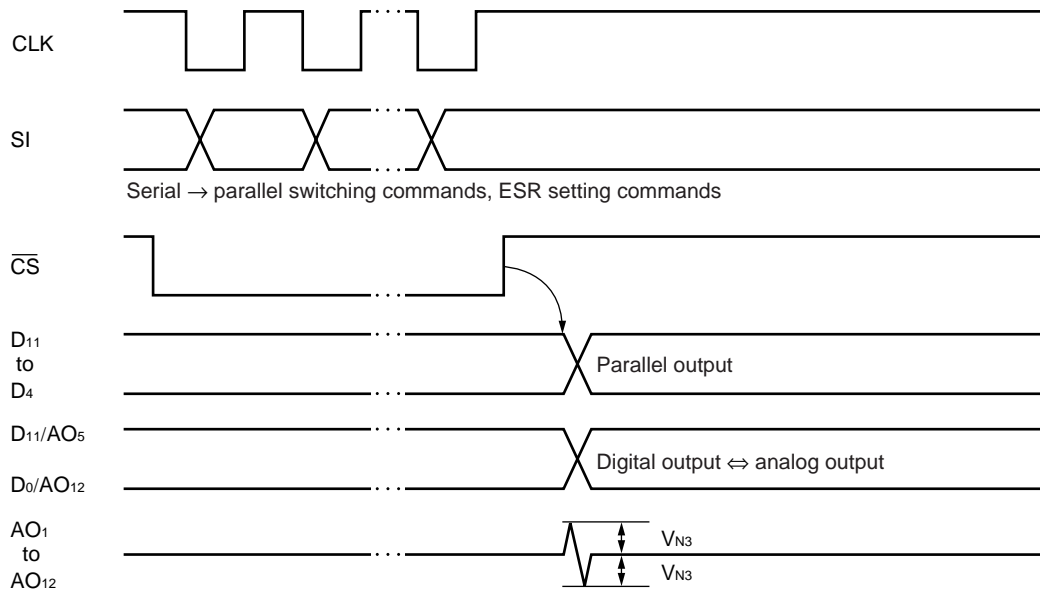 CLK
SI
Serial → parallel switching commands, ESR setting commands
CS
D11
to
D4
Parallel output
D11/AO5
Digital output ⇔ analog output
D0/AO12
AO1
to
AO12
VN3
VN3